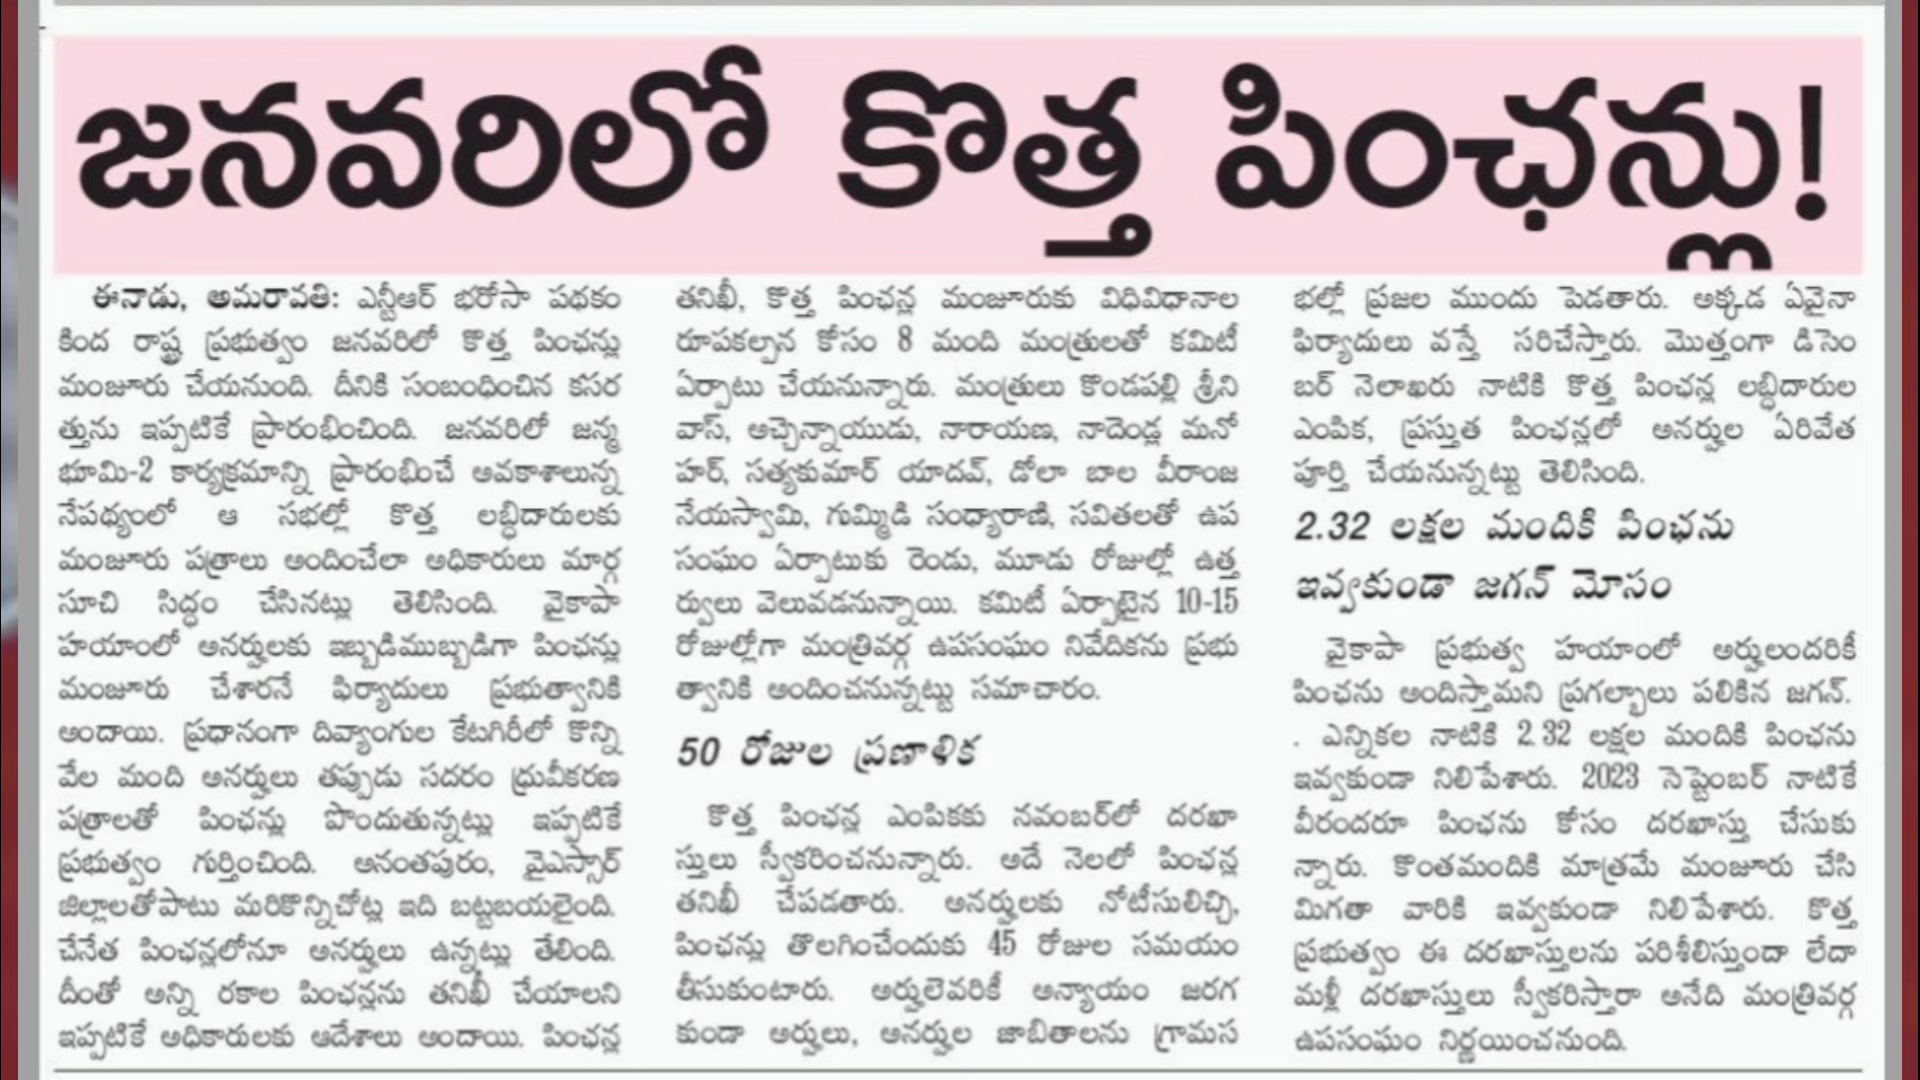 జనవరిలో కొత్త పింఛన్లు!
ఈనాడు, అమరావతి: ఎన్టీఆర్ భరోసా పథకం
కింద రాష్ట్ర ప్రభుత్వం జనవరిలో కొత్త పింఛన్లు
మంజూరు చేయనుంది. దీనికి సంబంధించిన కసర
త్తును ఇప్పటికే ప్రారంభించింది. జనవరిలో జన్మ
భూమి-2 కార్యక్రమాన్ని ప్రారంభించే అవకాశాలున్న
నేపథ్యంలో ఆ సభల్లో కొత్త లబ్ధిదారులకు
మంజూరు పత్రాలు అందించేలా అధికారులు మార్గ
సూచి సిద్ధం చేసినట్లు తెలిసింది. వైకాపా
హయాంలో అనర్హులకు ఇబ్బడిముబ్బడిగా పింఛన్లు
మంజూరు చేశారనే ఫిర్యాదులు ప్రభుత్వానికి
అందాయి. ప్రధానంగా దివ్యాంగుల కేటగిరీలో కొన్ని
వేల మంది అనర్హులు తప్పుడు సదరం ధ్రువీకరణ
పత్రాలతో పింఛన్లు పొందుతున్నట్లు ఇప్పటికే
ప్రభుత్వం గుర్తించింది. అనంతపురం, వైఎస్సార్
జిల్లాలతోపాటు మరికొన్నిచోట్ల ఇది బట్టబయలైంది.
చేనేత పింఛన్లలోనూ అనర్హులు ఉన్నట్లు తేలింది.
దీంతో అన్ని రకాల పింఛన్లను తనిఖీ చేయాలని
ఇప్పటికే అధికారులకు ఆదేశాలు అందాయి. పింఛన్ల
తనిఖీ, కొత్త పింఛన్ల మంజూరుకు విధివిధానాల
రూపకల్పన కోసం 8 మంది మంత్రులతో కమిటీ
ఏర్పాటు చేయనున్నారు. మంత్రులు కొండపల్లి శ్రీని
వాస్, అచ్చెన్నాయుడు, నారాయణ, నాదెండ్ల మనో
హర్, సత్యకుమార్ యాదవ్, డోలా బాల వీరాంజ
నేయస్వామి, గుమ్మిడి సంధ్యారాణి, సవితలతో ఉప
సంఘం ఏర్పాటుకు రెండు, మూడు రోజుల్లో ఉత్త
ర్వులు వెలువడనున్నాయి. కమిటీ ఏర్పాటైన 10-15
రోజుల్లోగా మంత్రివర్గ ఉపసంఘం నివేదికను ప్రభు
త్వానికి అందించనున్నట్లు సమాచారం.
50 రోజుల ప్రణాళిక
కొత్త పింఛన్ల ఎంపికకు నవంబర్‌లో దరఖా
స్తులు స్వీకరించనున్నారు. అదే నెలలో పింఛన్ల
తనిఖీ చేపడతారు. అనర్హులకు నోటీసులిచ్చి,
పింఛన్లు తొలగించేందుకు 45 రోజుల సమయం
తీసుకుంటారు. అర్హులెవరికీ అన్యాయం జరగ
కుండా అర్హులు, అనర్హుల జాబితాలను గ్రామస
భల్లో ప్రజల ముందు పెడతారు. అక్కడ ఏవైనా
ఫిర్యాదులు వస్తే సరిచేస్తారు. మొత్తంగా డిసెం
బర్ నెలాఖరు నాటికి కొత్త పింఛన్ల లబ్ధిదారుల
ఎంపిక, ప్రస్తుత పింఛన్లలో అనర్హుల ఏరివేత
పూర్తి చేయనున్నట్టు తెలిసింది.
2.32 లక్షల మందికి పింఛను
ఇవ్వకుండా జగన్ మోసం
వైకాపా ప్రభుత్వ హయాంలో అర్హులందరికీ
పింఛను అందిస్తామని ప్రగల్భాలు పలికిన జగన్.
. ఎన్నికల నాటికి 2.32 లక్షల మందికి పింఛను
ఇవ్వకుండా నిలిపేశారు. 2023 సెప్టెంబర్ నాటికే
వీరందరూ పింఛను కోసం దరఖాస్తు చేసుకు
న్నారు. కొంతమందికి మాత్రమే మంజూరు చేసి
మిగతా వారికి ఇవ్వకుండా నిలిపేశారు. కొత్త
ప్రభుత్వం ఈ దరఖాస్తులను పరిశీలిస్తుందా లేదా
మళ్లీ దరఖాస్తులు స్వీకరిస్తారా అనేది మంత్రివర్గ
ఉపసంఘం నిర్ణయించనుంది.